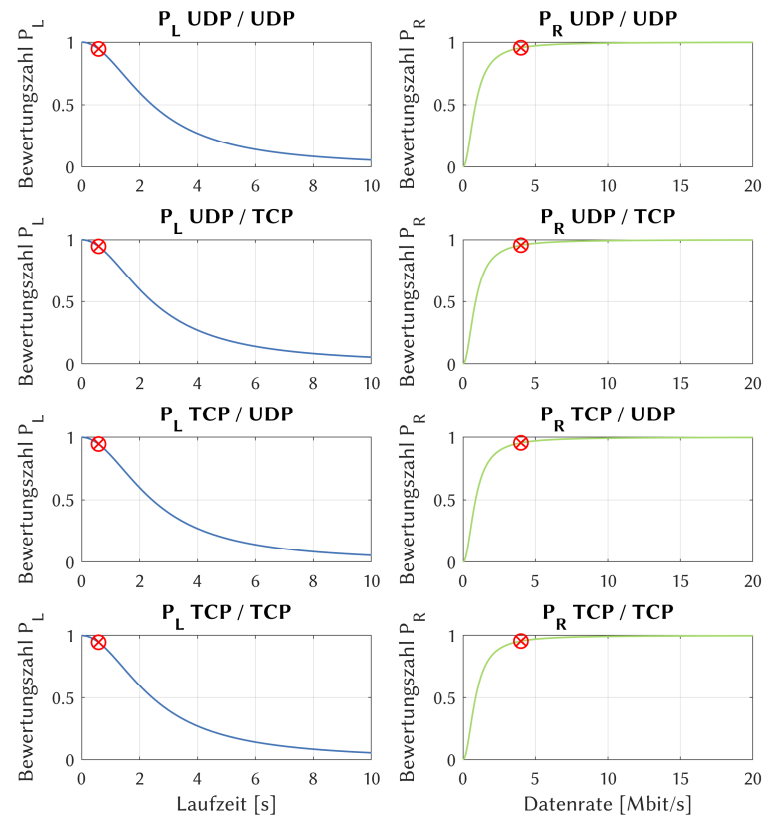 P_L UDP / UDP
Bewertungszahl P_L
1
0.5
0
0 2 4 6 8 10
P_R UDP / UDP
Bewertungszahl P_R
1
0.5
0
0 5 10 15 20
P_L UDP / TCP
Bewertungszahl P_L
1
0.5
0
0 2 4 6 8 10
P_R UDP / TCP
Bewertungszahl P_R
1
0.5
0
0 5 10 15 20
P_L TCP / UDP
Bewertungszahl P_L
1
0.5
0
0 2 4 6 8 10
P_R TCP / UDP
Bewertungszahl P_R
1
0.5
0
0 5 10 15 20
P_L TCP / TCP
Bewertungszahl P_L
1
0.5
0
0 2 4 6 8 10
Laufzeit [s]
P_R TCP / TCP
Bewertungszahl P_R
1
0.5
0
0 5 10 15 20
Datenrate [Mbit/s]